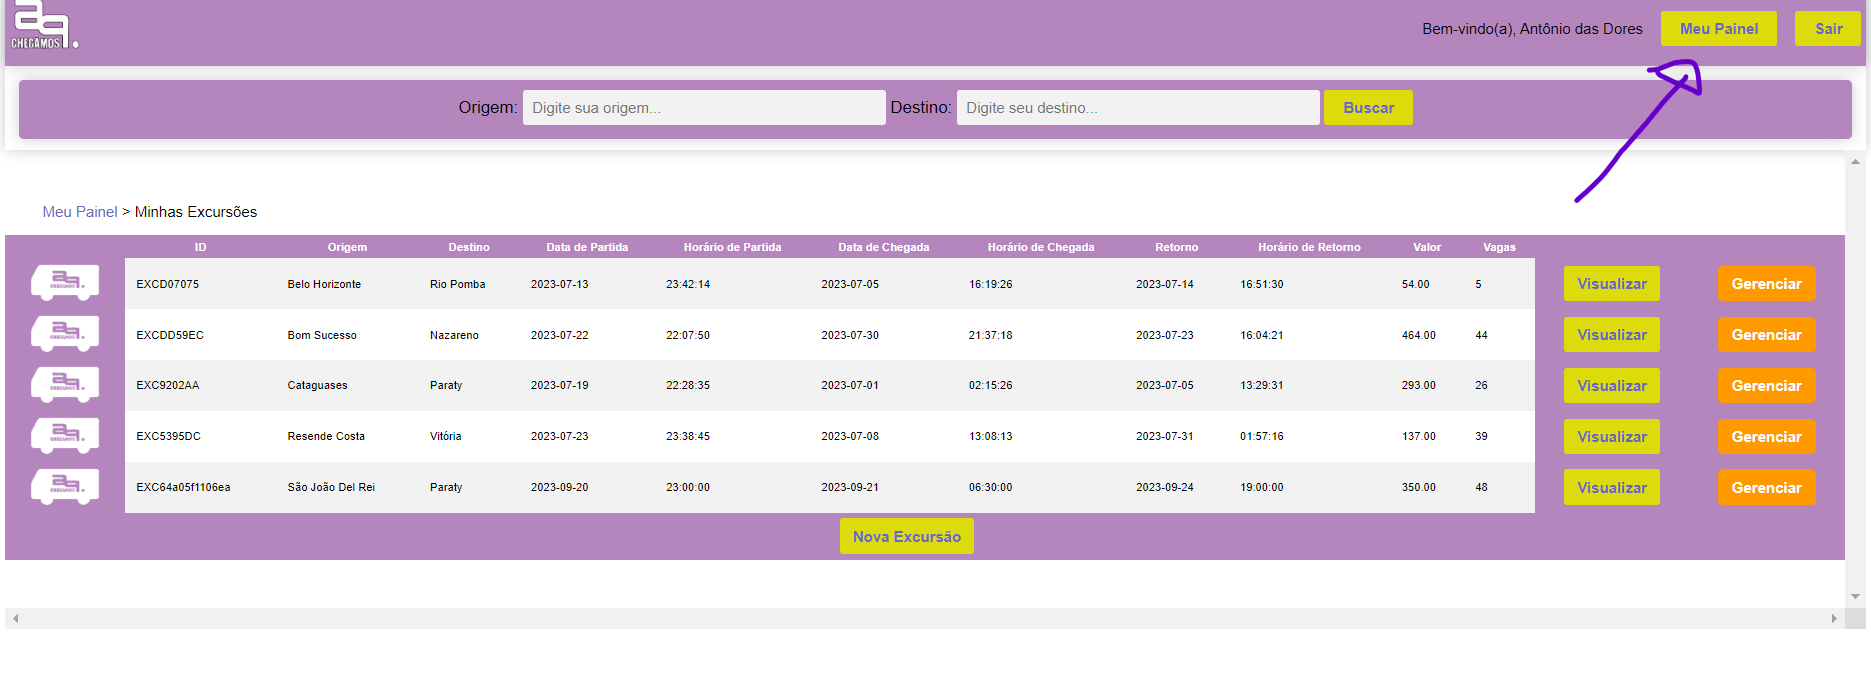 CHEGAMOS
Bem-vindo(a), Antônio das Dores Meu Painel Sair
Origem: Digite sua origem... Destino: Digite seu destino... Buscar
Meu Painel > Minhas Excursões
ID Origem Destino Data de Partida Horário de Partida Data de Chegada Horário de Chegada Retorno Horário de Retorno Valor Vagas
CHEGAMOS EXCD07075 Belo Horizonte Rio Pomba 2023-07-13 23:42:14 2023-07-05 16:19:26 2023-07-14 16:51:30 54.00 5 Visualizar Gerenciar
CHEGAMOS EXCDD59EC Bom Sucesso Nazareno 2023-07-22 22:07:50 2023-07-30 21:37:18 2023-07-23 16:04:21 464.00 44 Visualizar Gerenciar
CHEGAMOS EXC9202AA Cataguases Paraty 2023-07-19 22:28:35 2023-07-01 02:15:26 2023-07-05 13:29:31 293.00 26 Visualizar Gerenciar
CHEGAMOS EXC5395DC Resende Costa Vitória 2023-07-23 23:38:45 2023-07-08 13:08:13 2023-07-31 01:57:16 137.00 39 Visualizar Gerenciar
CHEGAMOS EXC64a05f1106ea São João Del Rei Paraty 2023-09-20 23:00:00 2023-09-21 06:30:00 2023-09-24 19:00:00 350.00 48 Visualizar Gerenciar
Nova Excursão